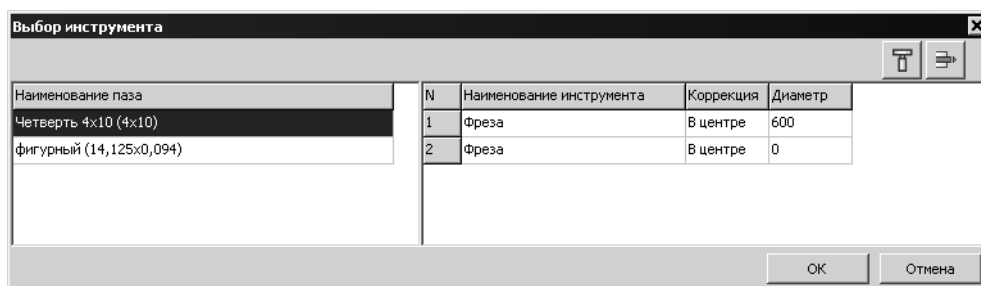 Выбор инструмента
Наименование паза
Четверть 4x10 (4x10)
фигурный (14,125x0,094)
N Наименование инструмента Коррекция Диаметр
1 Фреза В центре 600
2 Фреза В центре 0
OK Отмена